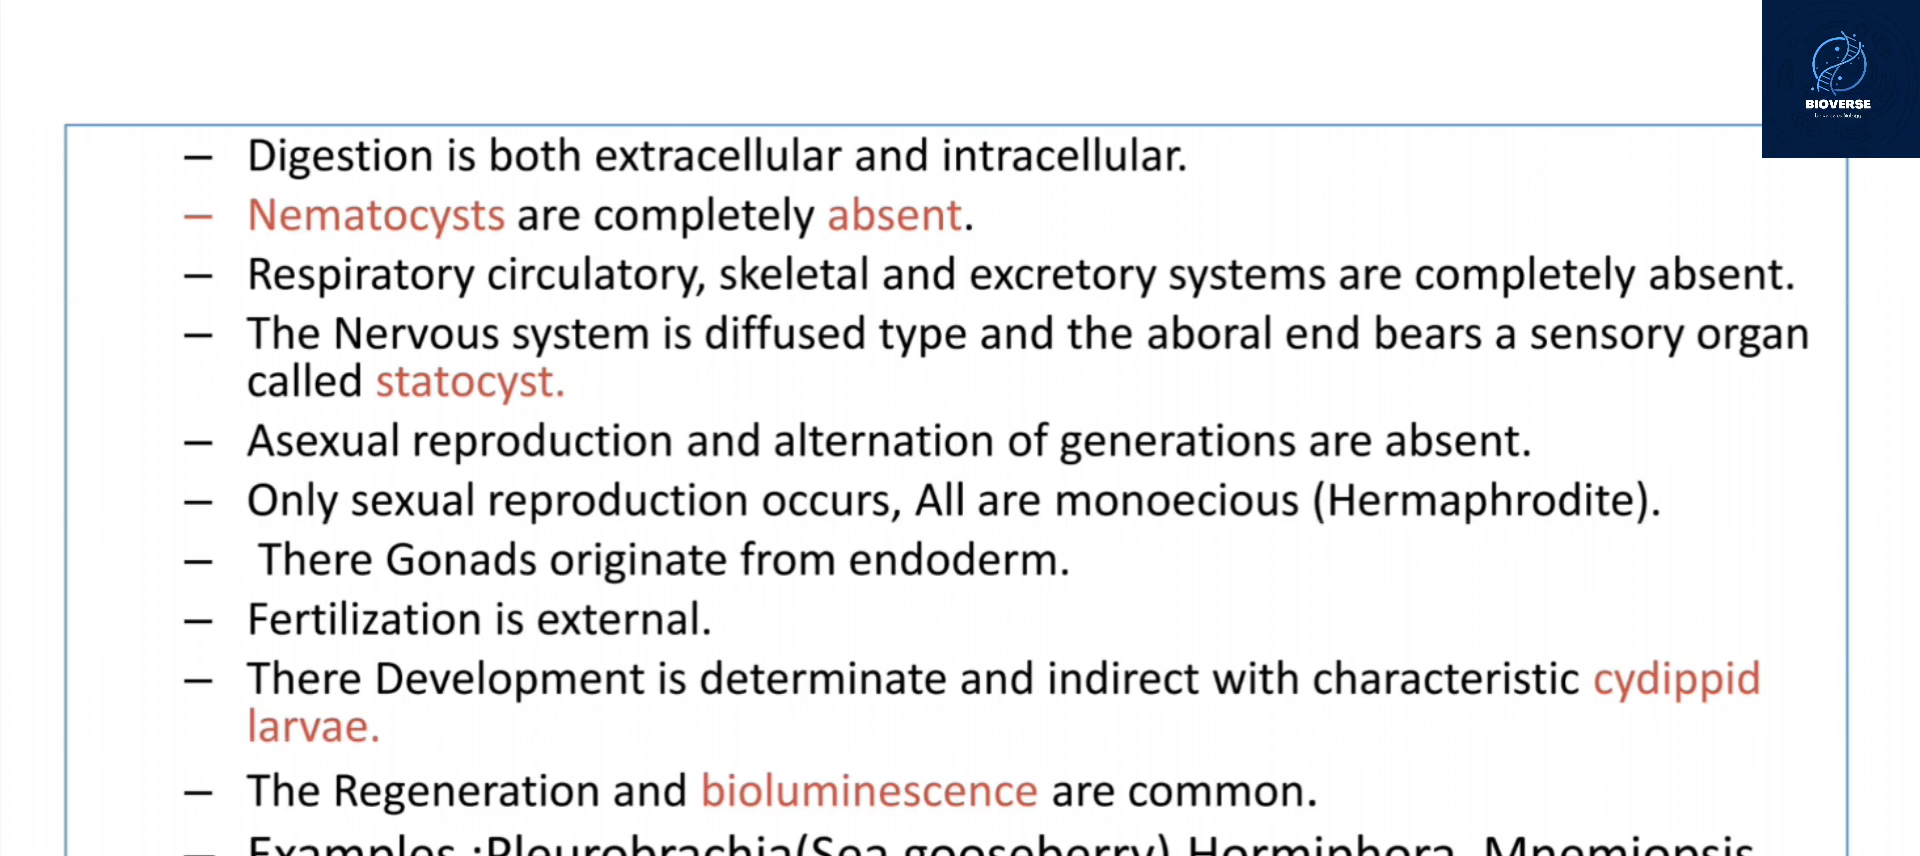 BIOVERSE
– Digestion is both extracellular and intracellular.
– Nematocysts are completely absent.
– Respiratory circulatory, skeletal and excretory systems are completely absent.
– The Nervous system is diffused type and the aboral end bears a sensory organ
called statocyst.
– Asexual reproduction and alternation of generations are absent.
– Only sexual reproduction occurs, All are monoecious (Hermaphrodite).
– There Gonads originate from endoderm.
– Fertilization is external.
– There Development is determinate and indirect with characteristic cydippid
larvae.
– The Regeneration and bioluminescence are common.
– Examples :Pleurobrachia(Sea gooseberry) Hormiphora, Mnemiopsis